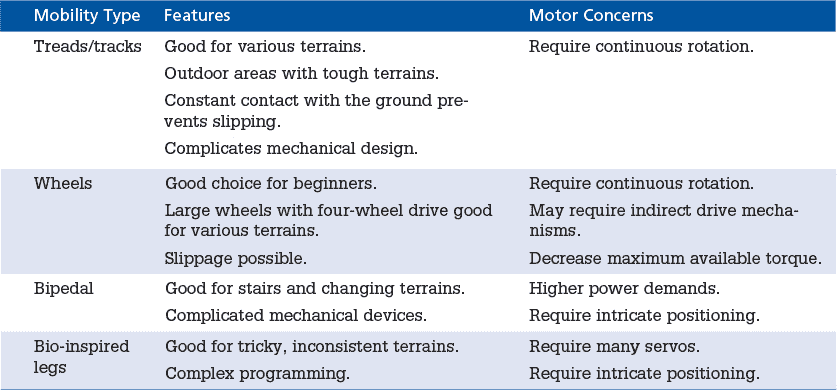 Mobility Type Features Motor Concerns
Treads/tracks Good for various terrains. Require continuous rotation.
Outdoor areas with tough terrains.
Constant contact with the ground pre-
vents slipping.
Complicates mechanical design.
Wheels Good choice for beginners. Require continuous rotation.
Large wheels with four-wheel drive good May require indirect drive mecha-
for various terrains. nisms.
Slippage possible. Decrease maximum available torque.
Bipedal Good for stairs and changing terrains. Higher power demands.
Complicated mechanical devices. Require intricate positioning.
Bio-inspired Good for tricky, inconsistent terrains. Require many servos.
legs Complex programming. Require intricate positioning.